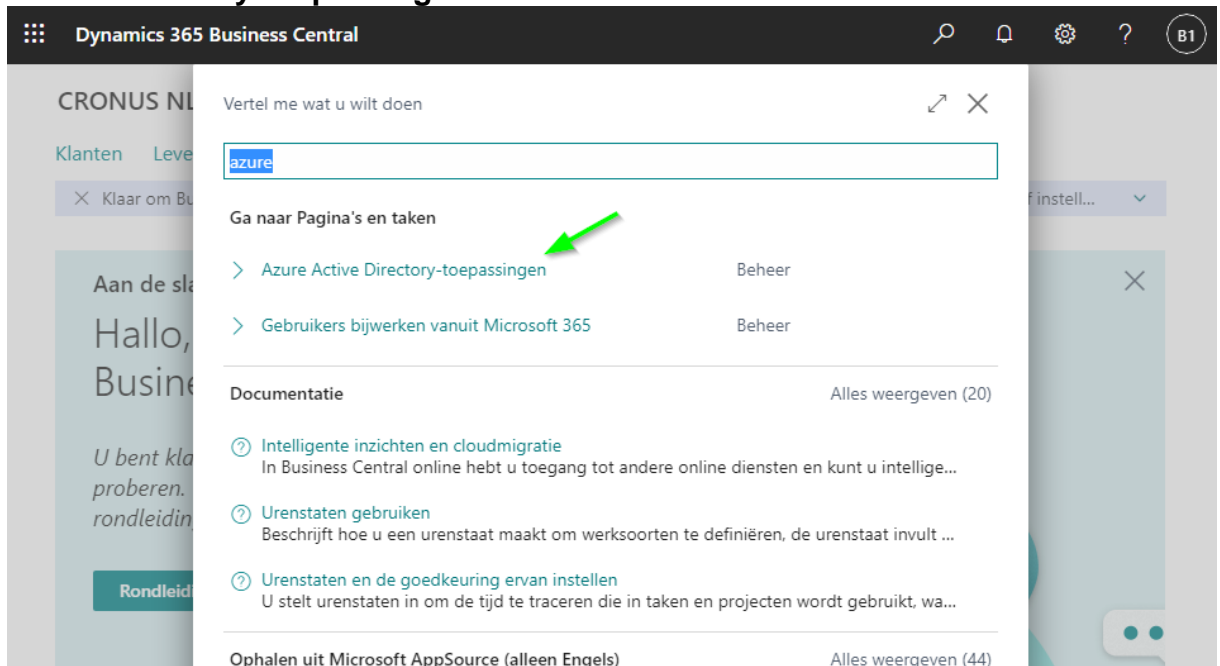 Dynamics 365 Business Central
B1
CRONUS NL
Vertel me wat u wilt doen
Klanten Leve
azure
Klaar om Bu
f instell...
Ga naar Pagina's en taken
Azure Active Directory-toepassingen Beheer
Aan de sla
Gebruikers bijwerken vanuit Microsoft 365 Beheer
Hallo,
Busine
Documentatie Alles weergeven (20)
Intelligente inzichten en cloudmigratie
In Business Central online hebt u toegang tot andere online diensten en kunt u intellige...
U bent kla
proberen.
rondleidin
Urenstaten gebruiken
Beschrijft hoe u een urenstaat maakt om werksoorten te definiëren, de urenstaat invult ...
Urenstaten en de goedkeuring ervan instellen
U stelt urenstaten in om de tijd te traceren die in taken en projecten wordt gebruikt, wa...
Rondleidi
Ophalen uit Microsoft AppSource (alleen Engels) Alles weergeven (44)